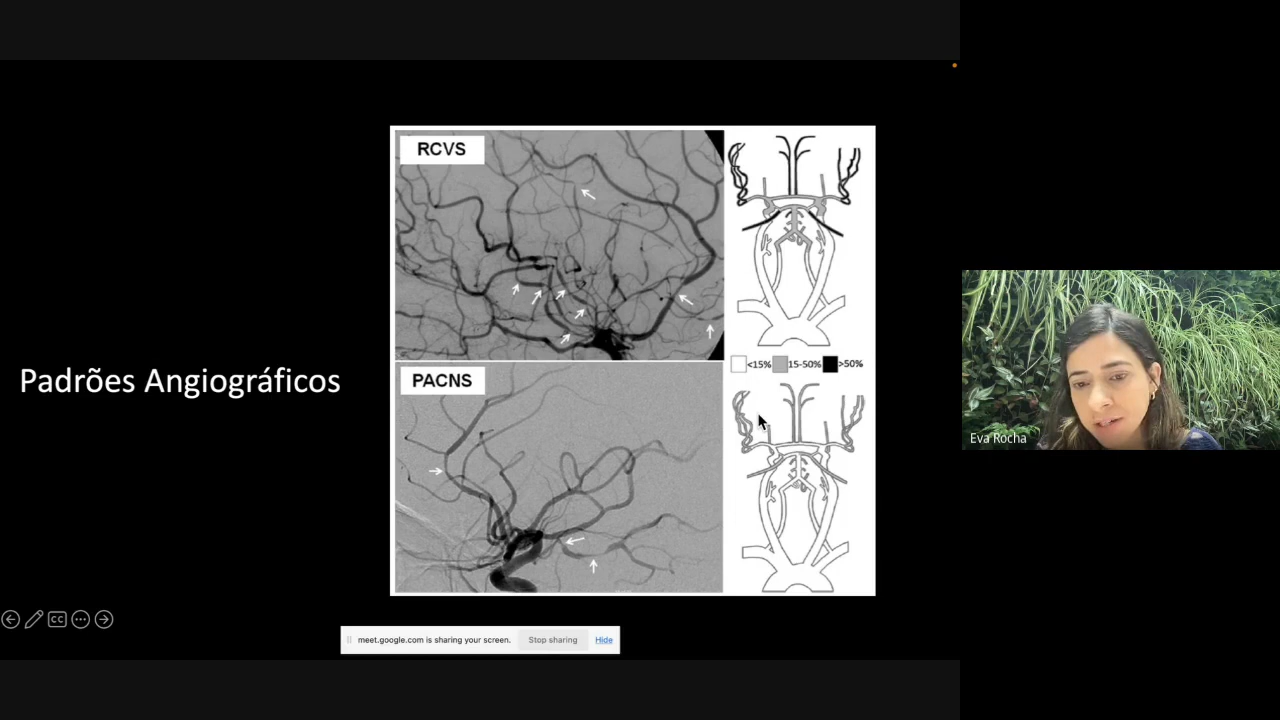 RCVS
<15% 15-50% >50%
PACNS
Padrões Angiográficos
Eva Rocha
CC
meet.google.com is sharing your screen. Stop sharing Hide